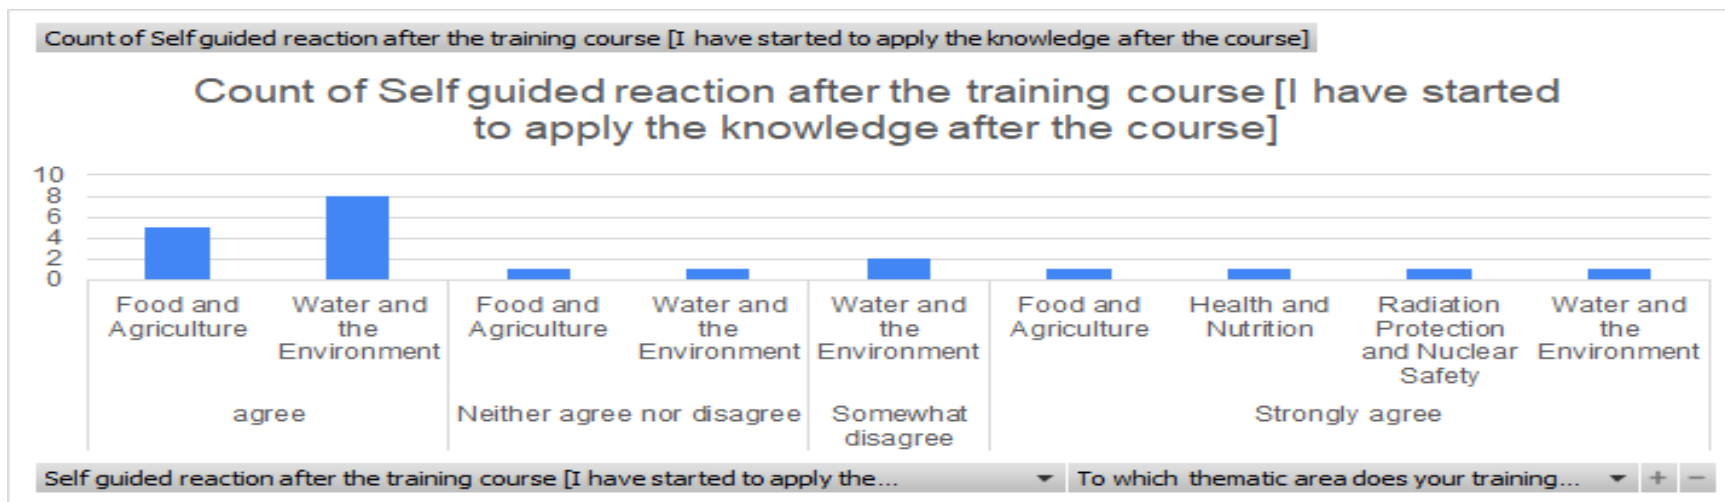 Count of Self guided reaction after the training course [I have started to apply the knowledge after the course]
Count of Self guided reaction after the training course [I have started
to apply the knowledge after the course]
10
8
6
4
2
0
Food and
Agriculture
Water and
the
Environment
Food and
Agriculture
Water and
the
Environment
Water and
the
Environment
Food and
Agriculture
Health and
Nutrition
Radiation
Protection
and Nuclear
Safety
Water and
the
Environment
agree
Neither agree nor disagree
Somewhat
disagree
Strongly agree
Self guided reaction after the training course [I have started to apply the...
To which thematic area does your training...
+
−